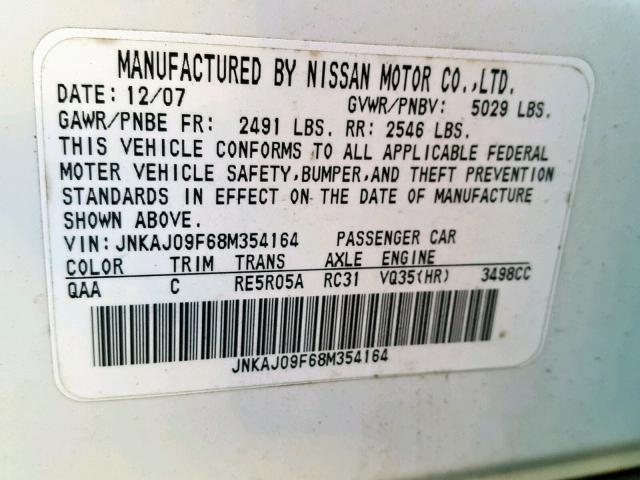 MANUFACTURED BY NISSAN MOTOR CO.,LTD.
DATE: 12/07 GVWR/PNBV: 5029 LBS.
GAWR/PNBE FR: 2491 LBS. RR: 2546 LBS.
THIS VEHICLE CONFORMS TO ALL APPLICABLE FEDERAL
MOTER VEHICLE SAFETY,BUMPER,AND THEFT PREVENTION
STANDARDS IN EFFECT ON THE DATE OF MANUFACTURE
SHOWN ABOVE.
VIN: JNKAJ09F68M354164 PASSENGER CAR
COLOR TRIM TRANS AXLE ENGINE
QAA C RE5R05A RC31 VQ35(HR) 3498CC
JNKAJ09F68M354164